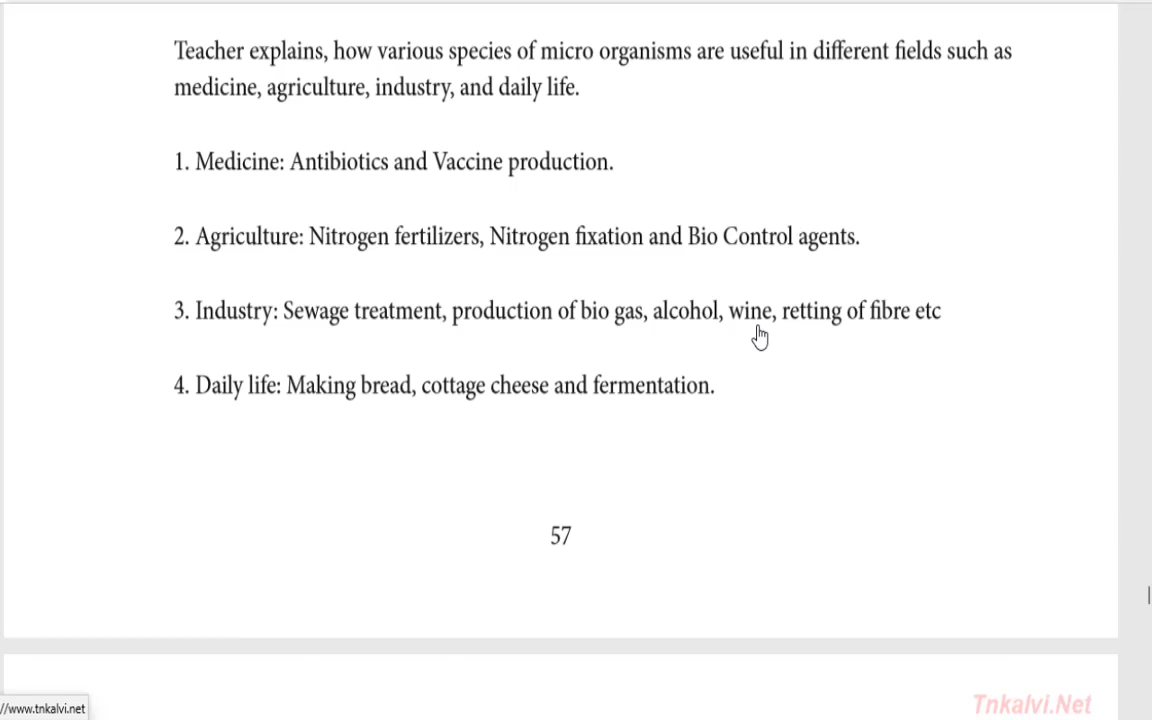 Teacher explains, how various species of micro organisms are useful in different fields such as
medicine, agriculture, industry, and daily life.
1. Medicine: Antibiotics and Vaccine production.
2. Agriculture: Nitrogen fertilizers, Nitrogen fixation and Bio Control agents.
3. Industry: Sewage treatment, production of bio gas, alcohol, wine, retting of fibre etc
4. Daily life: Making bread, cottage cheese and fermentation.
57
Tnkalvi.Net
//www.tnkalvi.net